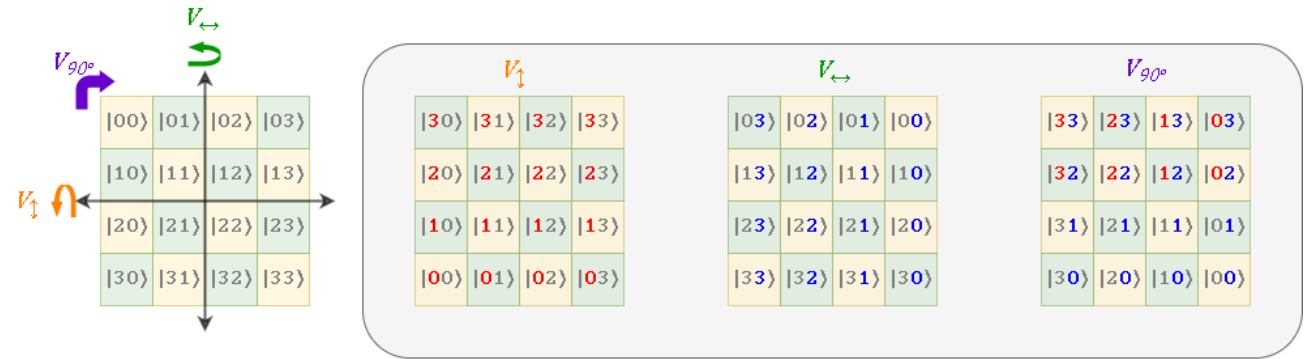 V↔
V90° V↕ V↔ V90°
|00⟩ |01⟩ |02⟩ |03⟩ |30⟩ |31⟩ |32⟩ |33⟩ |03⟩ |02⟩ |01⟩ |00⟩ |33⟩ |23⟩ |13⟩ |03⟩
|10⟩ |11⟩ |12⟩ |13⟩ |20⟩ |21⟩ |22⟩ |23⟩ |13⟩ |12⟩ |11⟩ |10⟩ |32⟩ |22⟩ |12⟩ |02⟩
V↕
|20⟩ |21⟩ |22⟩ |23⟩ |10⟩ |11⟩ |12⟩ |13⟩ |23⟩ |22⟩ |21⟩ |20⟩ |31⟩ |21⟩ |11⟩ |01⟩
|30⟩ |31⟩ |32⟩ |33⟩ |00⟩ |01⟩ |02⟩ |03⟩ |33⟩ |32⟩ |31⟩ |30⟩ |30⟩ |20⟩ |10⟩ |00⟩